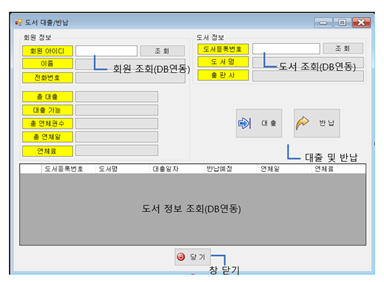 도서 대출/반납
회원 정보
회원 아이디
조 회
이름
회원 조회(DB연동)
전화번호
도서 정보
도서등록번호
조 회
도 서 명
도서 조회(DB연동)
출 판 사
총 대출
대출 가능
총 연체권수
총 연체일
연체료
대 출
반 납
대출 및 반납
도서등록번호 도서명 대출일자 반납예정 연체일 연체료
도서 정보 조회(DB연동)
닫 기
창 닫기